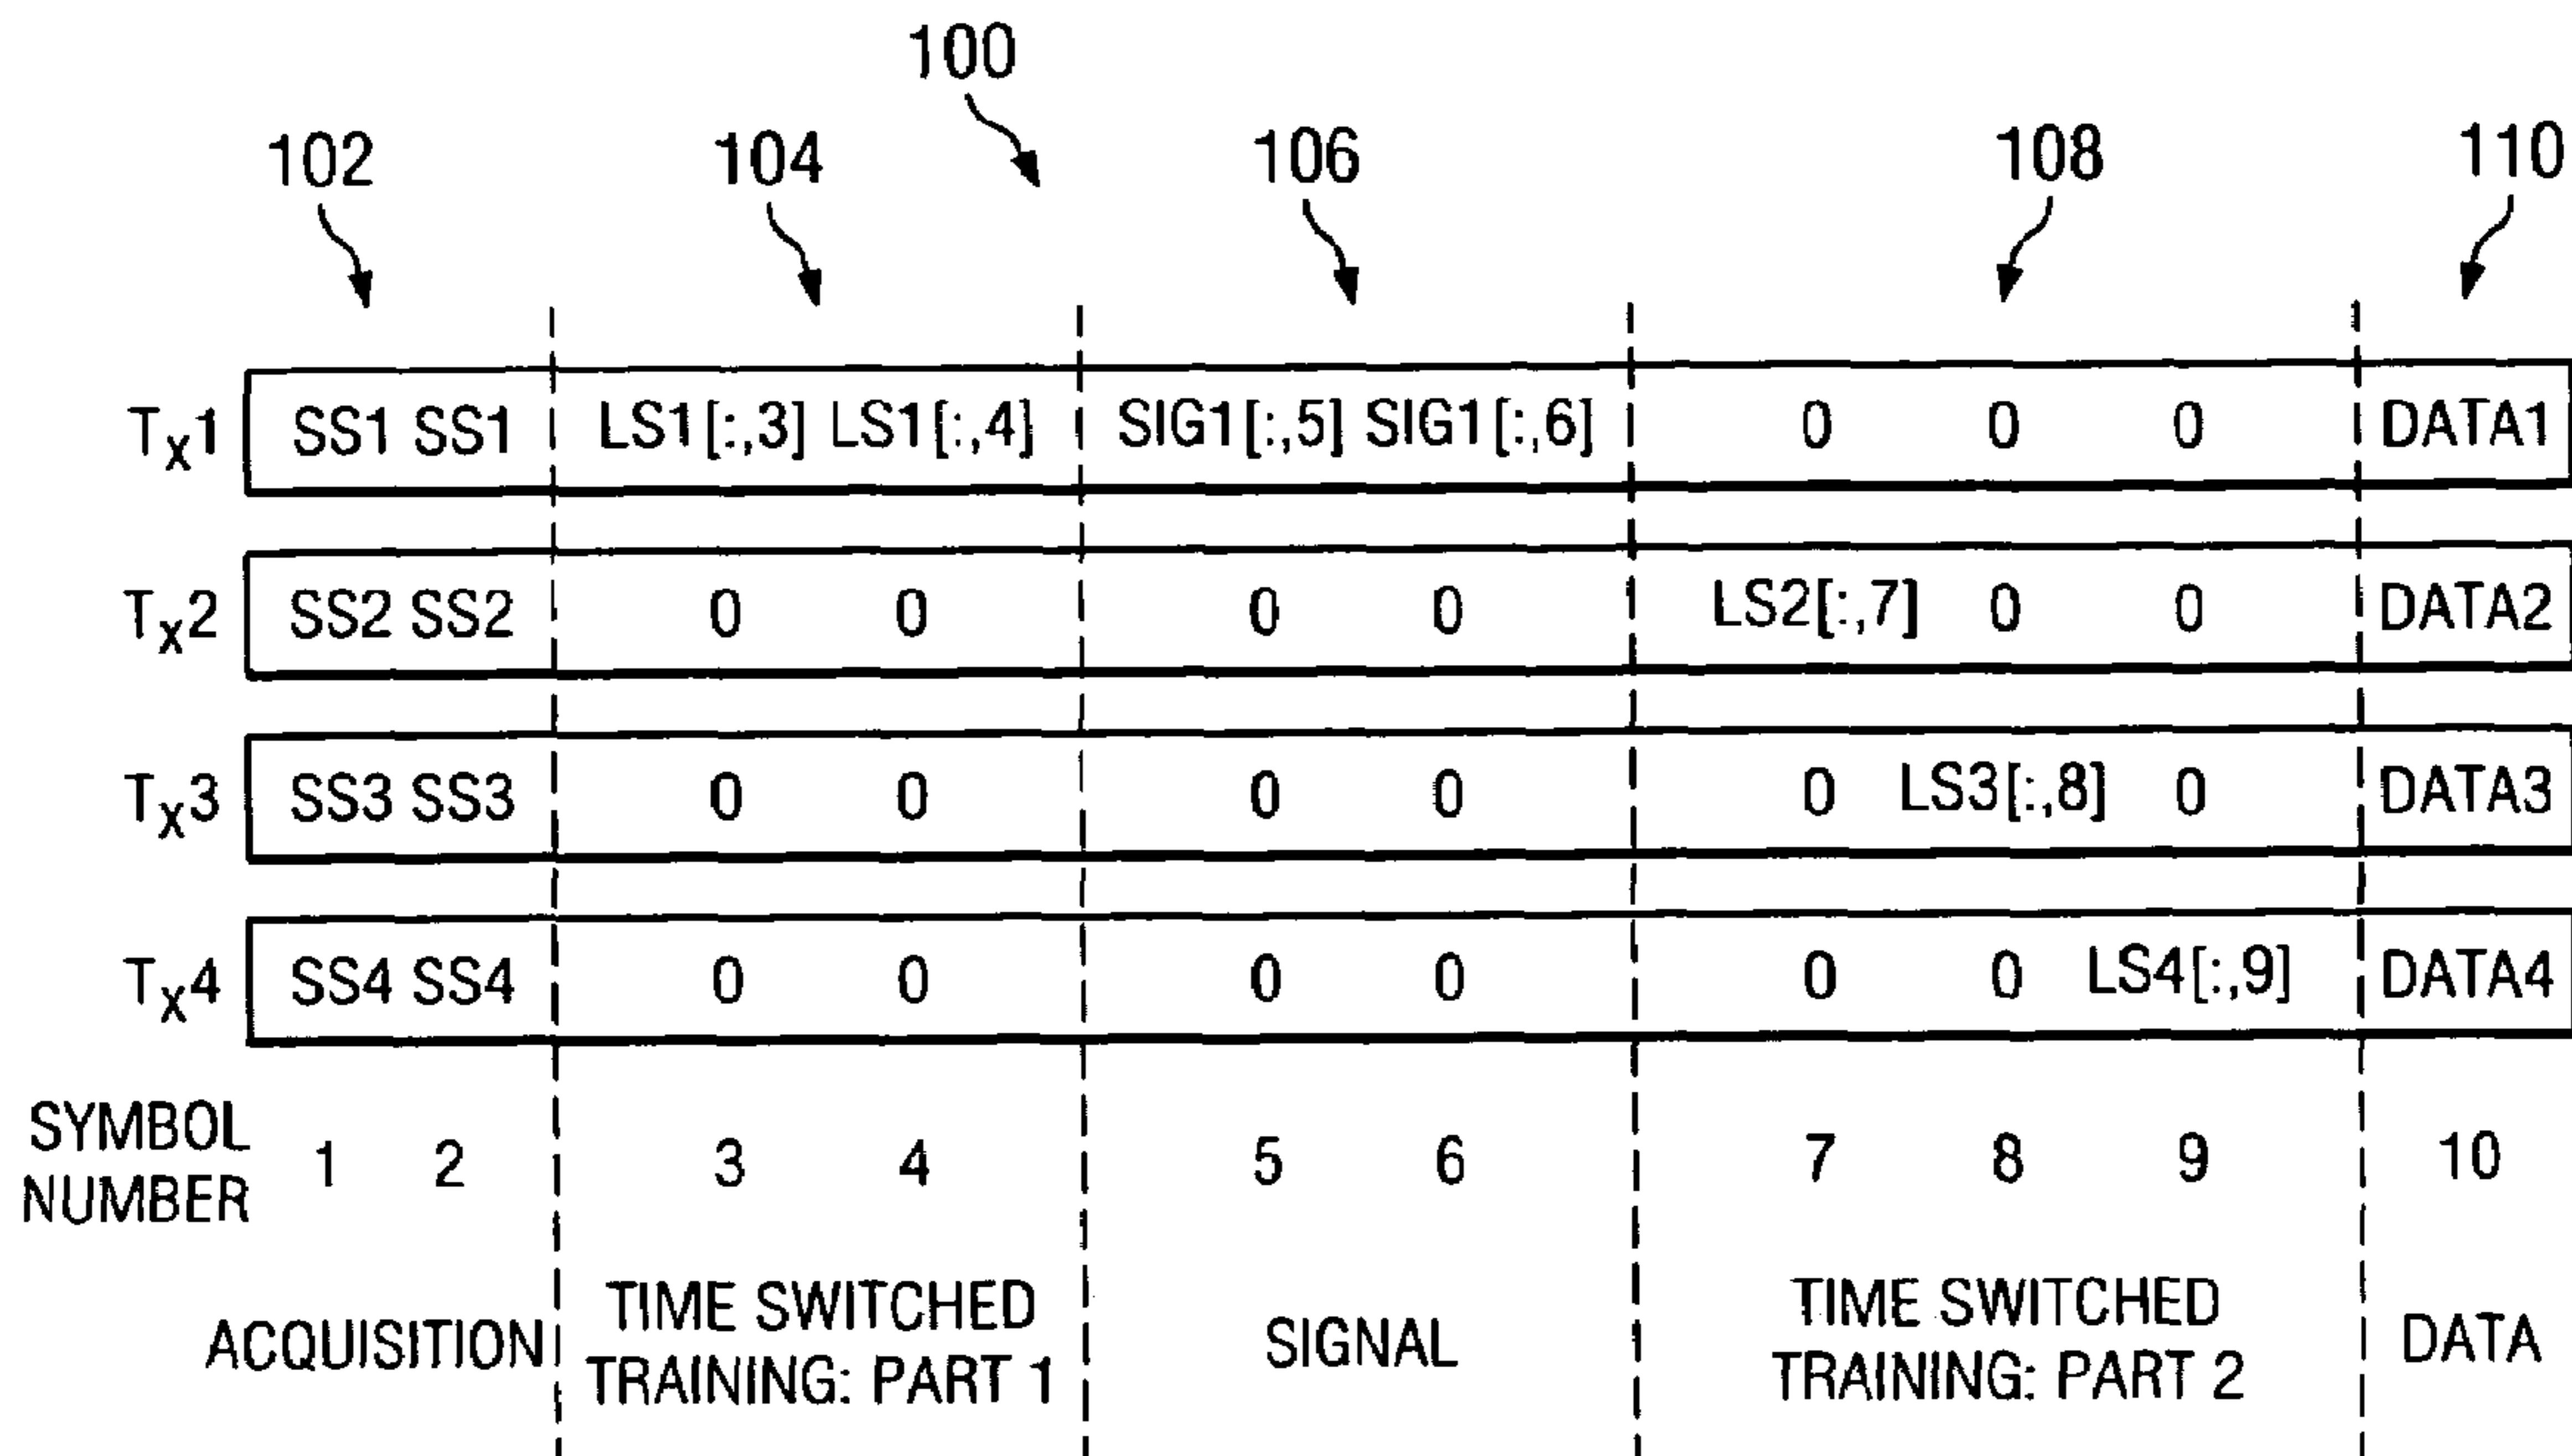 100
102 104 106 108 110
Tx1 SS1 SS1 LS1[:,3] LS1[:,4] SIG1[:,5] SIG1[:,6] 0 0 0 DATA1
Tx2 SS2 SS2 0 0 0 0 LS2[:,7] 0 0 DATA2
Tx3 SS3 SS3 0 0 0 0 0 LS3[:,8] 0 DATA3
Tx4 SS4 SS4 0 0 0 0 0 0 LS4[:,9] DATA4
SYMBOL
NUMBER 1 2 3 4 5 6 7 8 9 10
ACQUISITION
TIME SWITCHED
TRAINING: PART 1
SIGNAL
TIME SWITCHED
TRAINING: PART 2
DATA